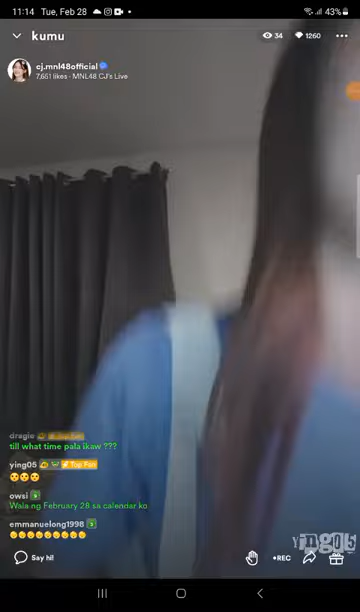 11:14 Tue, Feb 28 43%
kumu 34 1260
cj.mnl48official
7,651 likes • MNL48 CJ's Live
dragie
till what time pala ikaw ???
ying05 Top Fan
owsi
Wala ng February 28 sa calendar ko
emmanuelong1998
Say hi!
•REC
Ying05